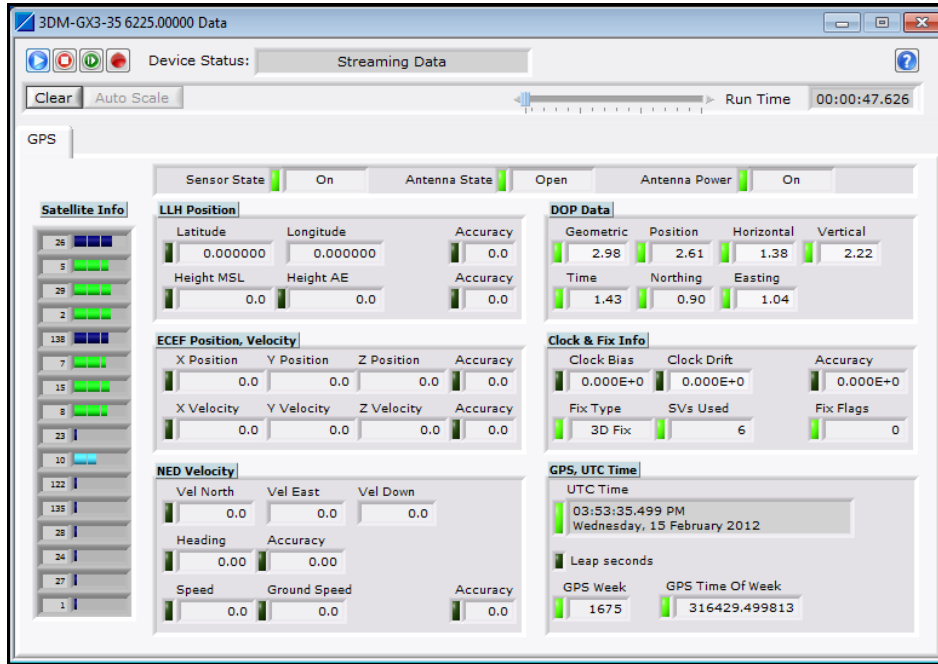 3DM-GX3-35 6225.00000 Data
Device Status: Streaming Data
Clear Auto Scale Run Time 00:00:47.626
GPS
Sensor State On Antenna State Open Antenna Power On
Satellite Info
26
5
29
2
138
7
15
8
23
10
122
135
28
24
27
1
LLH Position
Latitude Longitude Accuracy
0.000000 0.000000 0.0
Height MSL Height AE Accuracy
0.0 0.0 0.0
ECEF Position, Velocity
X Position Y Position Z Position Accuracy
0.0 0.0 0.0 0.0
X Velocity Y Velocity Z Velocity Accuracy
0.0 0.0 0.0 0.0
NED Velocity
Vel North Vel East Vel Down
0.0 0.0 0.0
Heading Accuracy
0.00 0.00
Speed Ground Speed Accuracy
0.0 0.0 0.0
DOP Data
Geometric Position Horizontal Vertical
2.98 2.61 1.38 2.22
Time Northing Easting
1.43 0.90 1.04
Clock & Fix Info
Clock Bias Clock Drift Accuracy
0.000E+0 0.000E+0 0.000E+0
Fix Type SVs Used Fix Flags
3D Fix 6 0
GPS, UTC Time
UTC Time
03:53:35.499 PM
Wednesday, 15 February 2012
Leap seconds
GPS Week GPS Time Of Week
1675 316429.499813